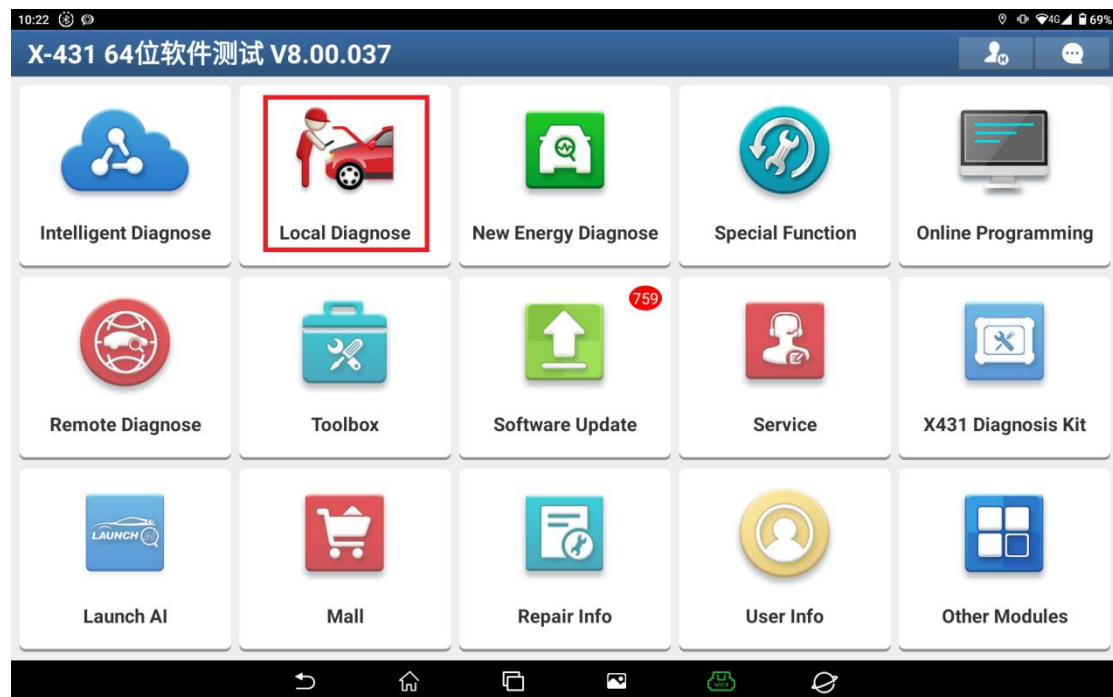 10:22 4G 69%
X-431 64位软件测试 V8.00.037
M
Intelligent Diagnose Local Diagnose New Energy Diagnose Special Function Online Programming
759
Remote Diagnose Toolbox Software Update Service X431 Diagnosis Kit
LAUNCH
Launch AI Mall Repair Info User Info Other Modules
VCI